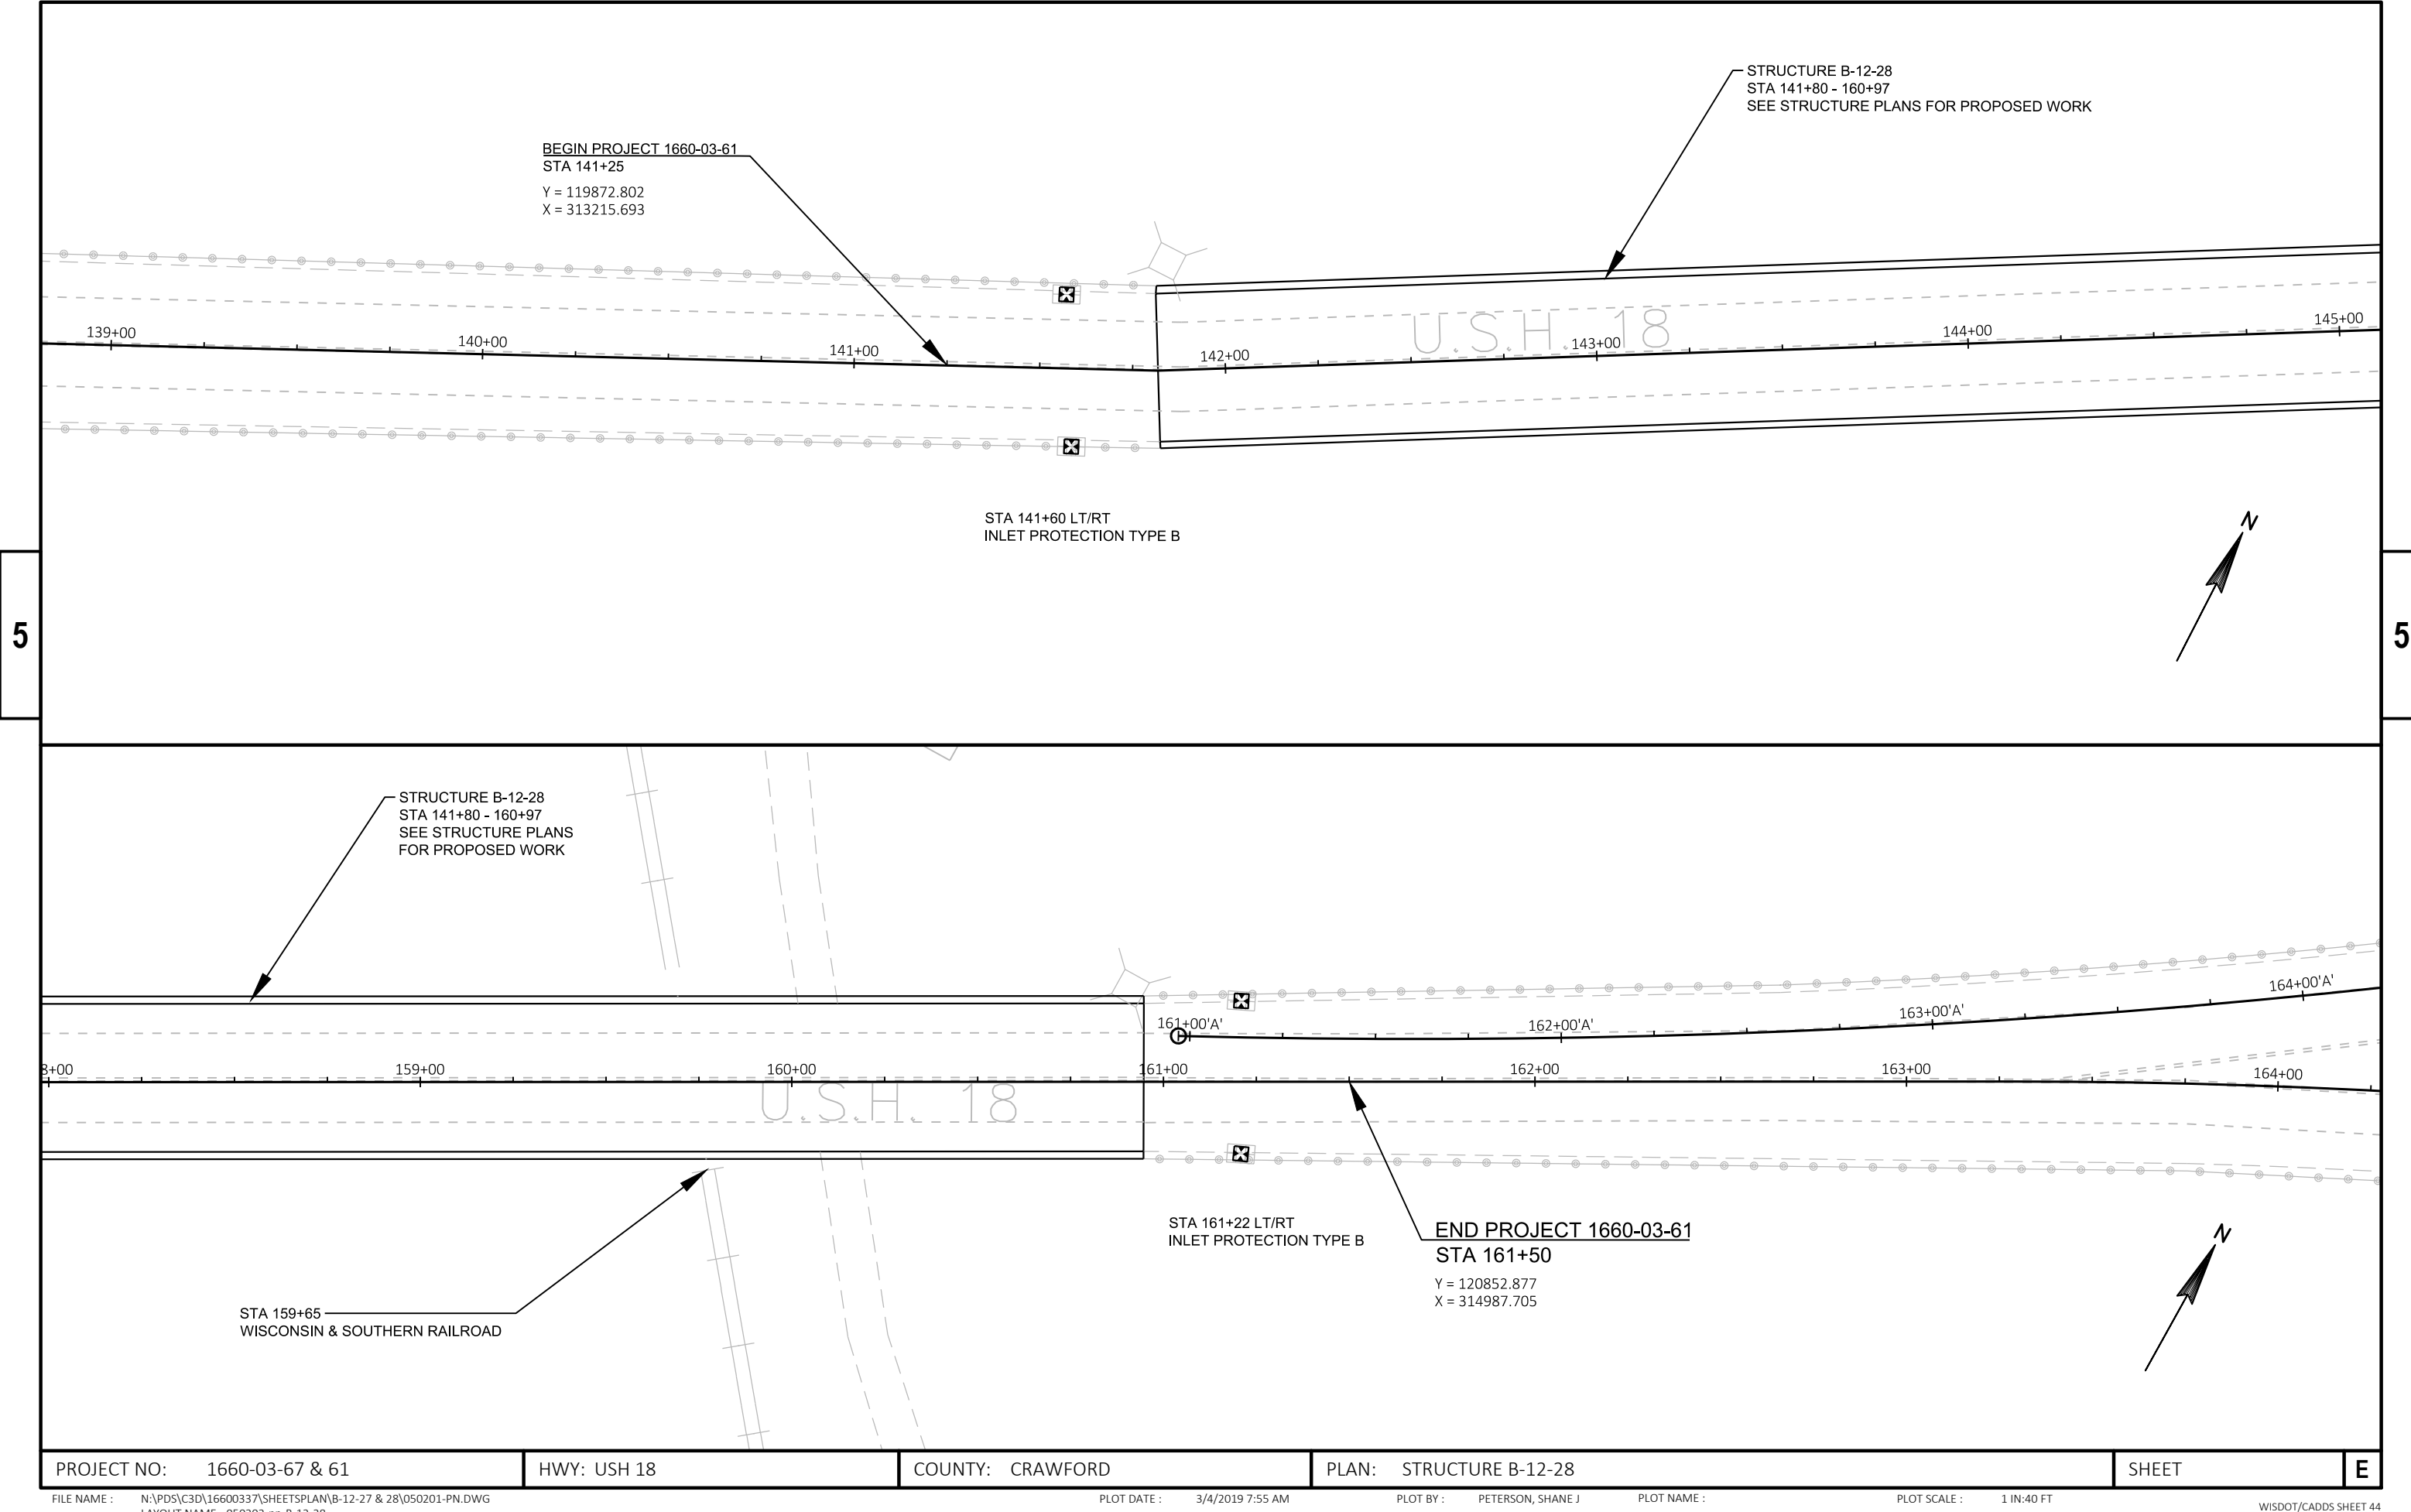 STRUCTURE B-12-28
STA 141+80 - 160+97
SEE STRUCTURE PLANS FOR PROPOSED WORK
BEGIN PROJECT 1660-03-61
STA 141+25
Y = 119872.802
X = 313215.693
U.S.H. 18
139+00
140+00
141+00
142+00
143+00
144+00
145+00
STA 141+60 LT/RT
INLET PROTECTION TYPE B
N
5
5
STRUCTURE B-12-28
STA 141+80 - 160+97
SEE STRUCTURE PLANS
FOR PROPOSED WORK
161+00'A'
162+00'A'
163+00'A'
164+00'A'
8+00
159+00
160+00
161+00
162+00
163+00
164+00
U.S.H. 18
STA 161+22 LT/RT
INLET PROTECTION TYPE B
END PROJECT 1660-03-61
STA 161+50
Y = 120852.877
X = 314987.705
N
STA 159+65
WISCONSIN & SOUTHERN RAILROAD
PROJECT NO: 1660-03-67 & 61
HWY: USH 18
COUNTY: CRAWFORD
PLAN: STRUCTURE B-12-28
SHEET
E
FILE NAME : N:\PDS\C3D\16600337\SHEETSPLAN\B-12-27 & 28\050201-PN.DWG
PLOT DATE : 3/4/2019 7:55 AM
PLOT BY : PETERSON, SHANE J
PLOT NAME :
PLOT SCALE : 1 IN:40 FT
WISDOT/CADDS SHEET 44